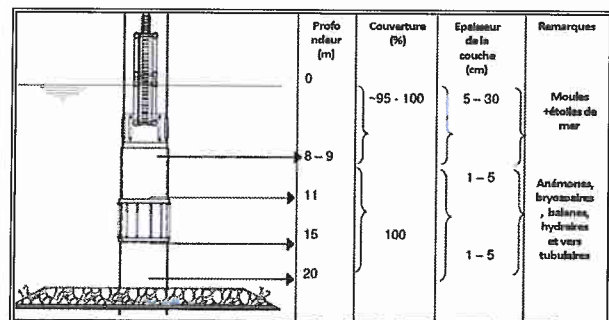 Profo
ndeur
(m)
Couverture
(%)
Epaisseur
de la
couche
(cm)
Remarques
0
~95 - 100
5 – 30
Moules
+étoiles de
mer
8 – 9
11
15
20
100
1 – 5
1 – 5
Anémones,
bryozoaires
, balanes,
hydraires
et vers
tubulaires